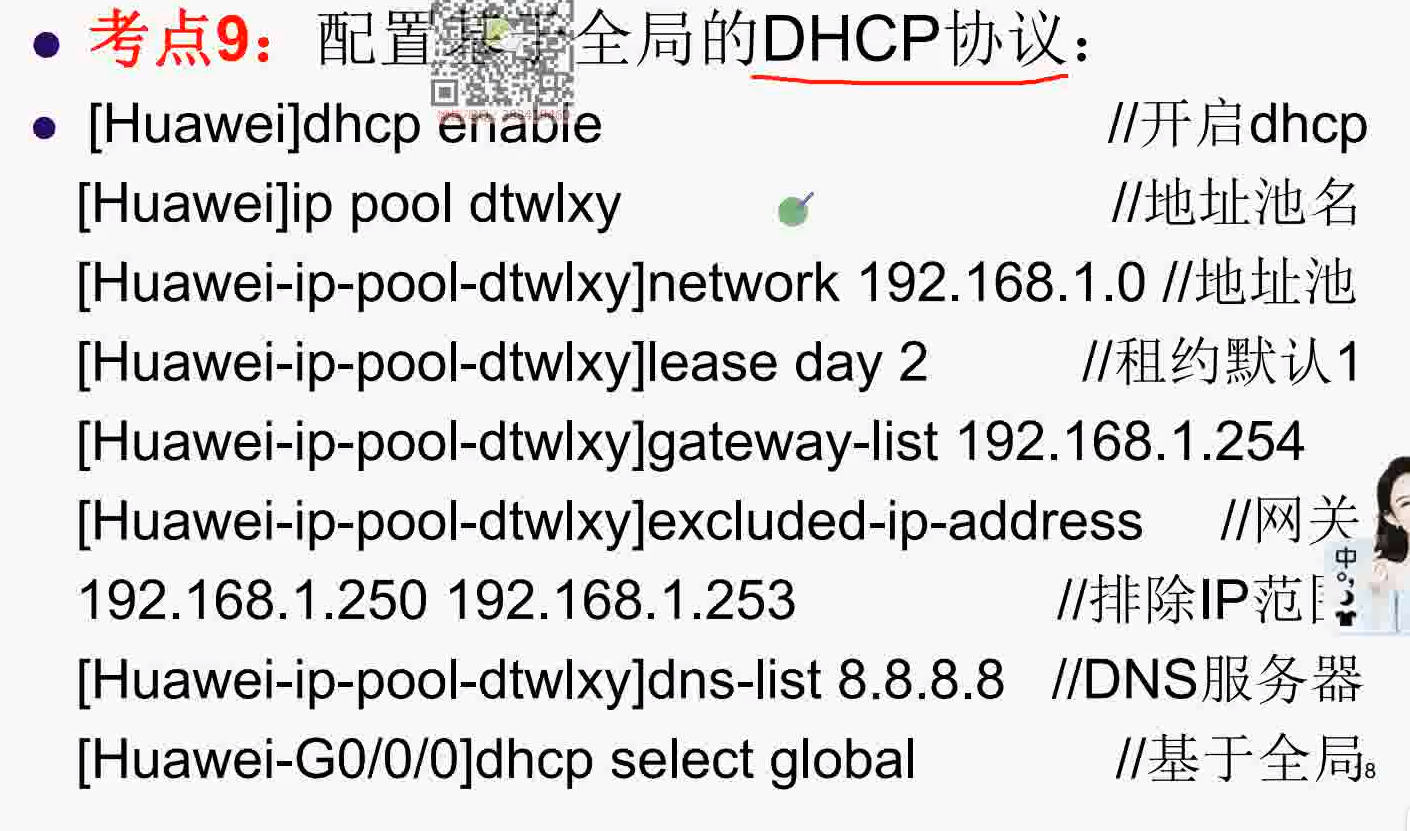 考点9：配置基于全局的DHCP协议：
[Huawei]dhcp enable //开启dhcp
[Huawei]ip pool dtwlxy //地址池名
[Huawei-ip-pool-dtwlxy]network 192.168.1.0 //地址池
[Huawei-ip-pool-dtwlxy]lease day 2 //租约默认1
[Huawei-ip-pool-dtwlxy]gateway-list 192.168.1.254
[Huawei-ip-pool-dtwlxy]excluded-ip-address //网关
192.168.1.250 192.168.1.253 //排除IP范围
[Huawei-ip-pool-dtwlxy]dns-list 8.8.8.8 //DNS服务器
[Huawei-G0/0/0]dhcp select global //基于全局
8
中